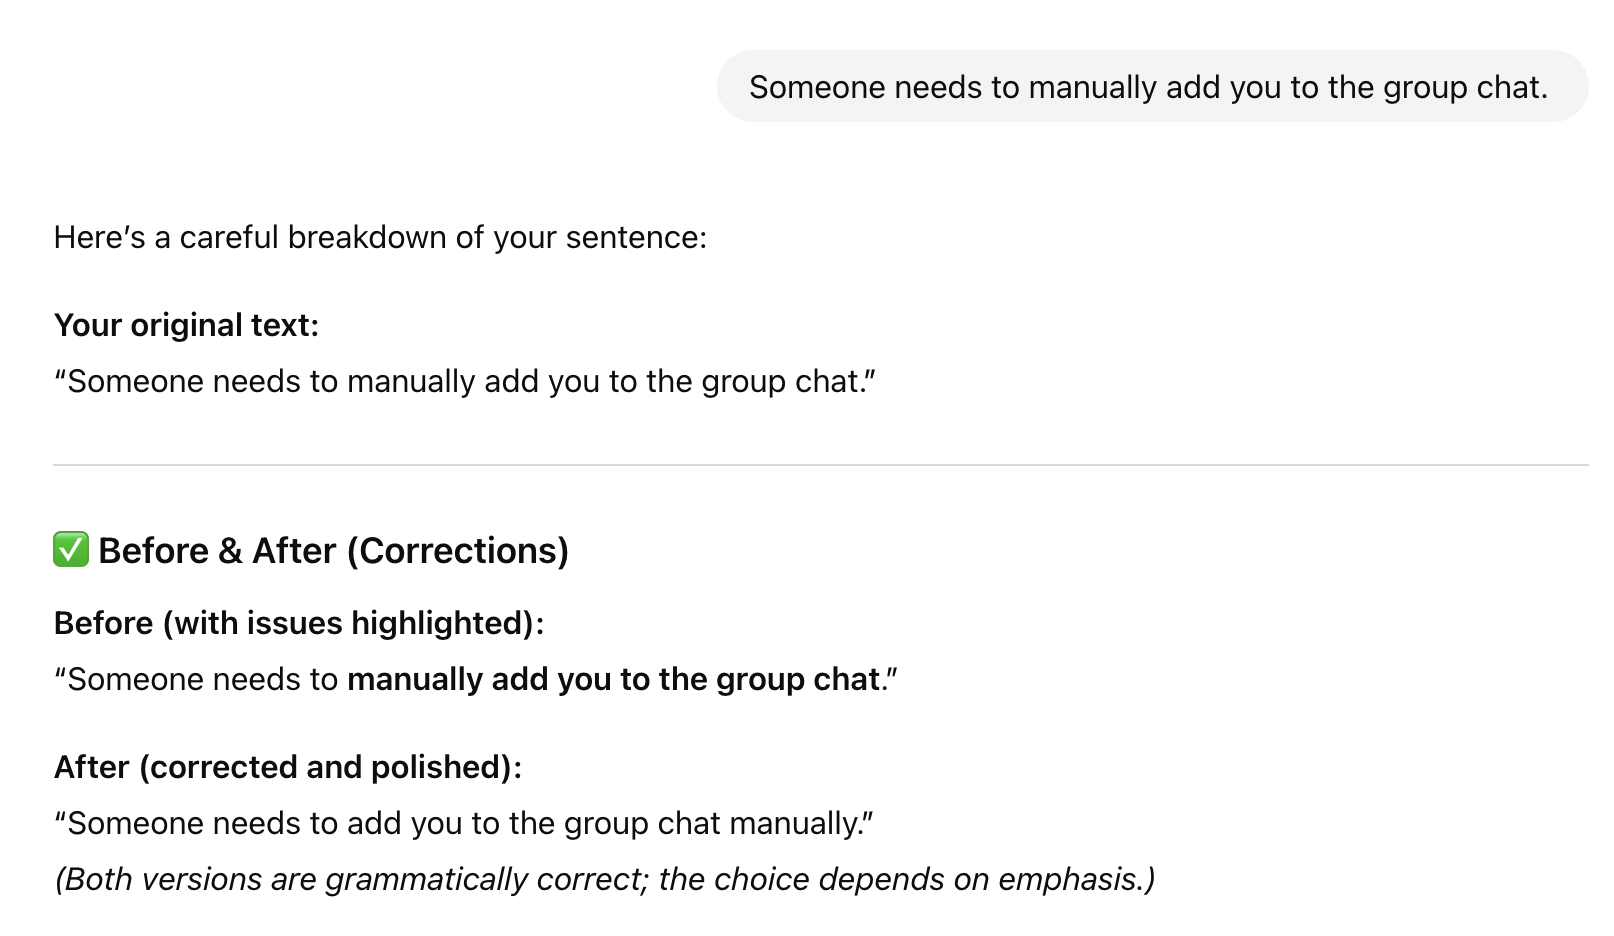 Someone needs to manually add you to the group chat.
Here’s a careful breakdown of your sentence:
Your original text:
“Someone needs to manually add you to the group chat.”
✅ Before & After (Corrections)
Before (with issues highlighted):
“Someone needs to manually add you to the group chat.”
After (corrected and polished):
“Someone needs to add you to the group chat manually.”
(Both versions are grammatically correct; the choice depends on emphasis.)